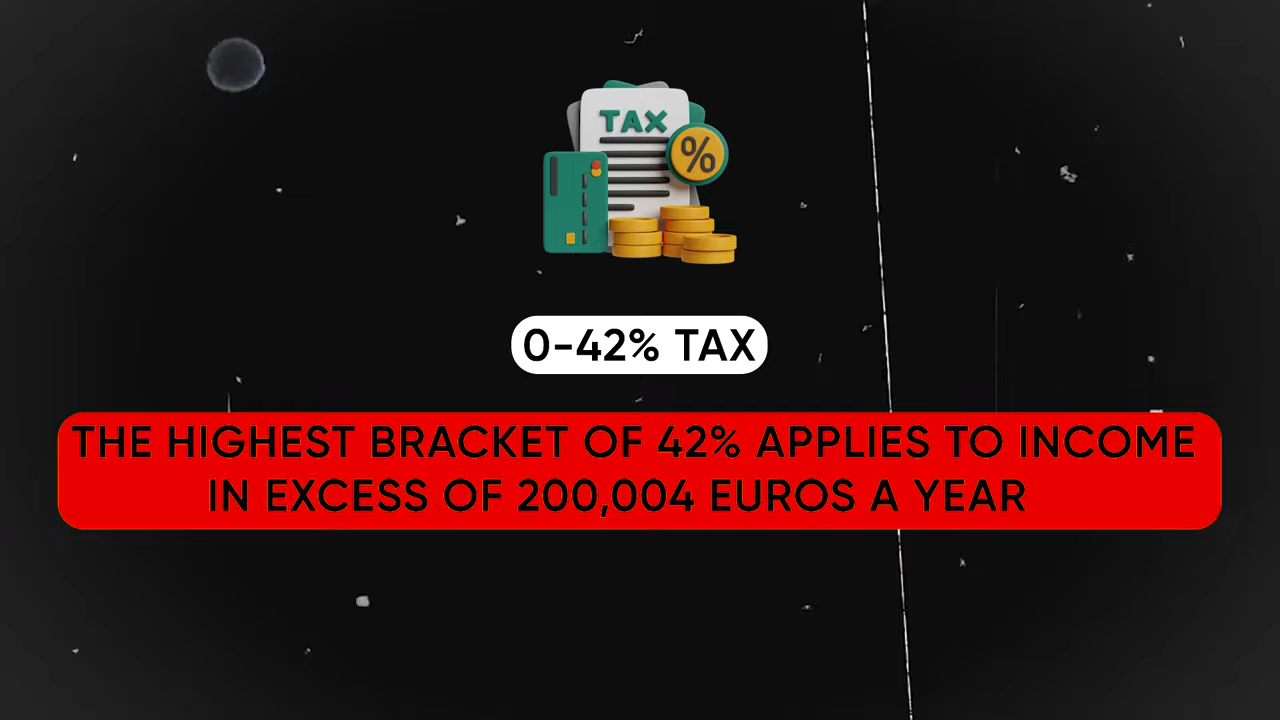 TAX
%
0-42% TAX
THE HIGHEST BRACKET OF 42% APPLIES TO INCOME
IN EXCESS OF 200,004 EUROS A YEAR